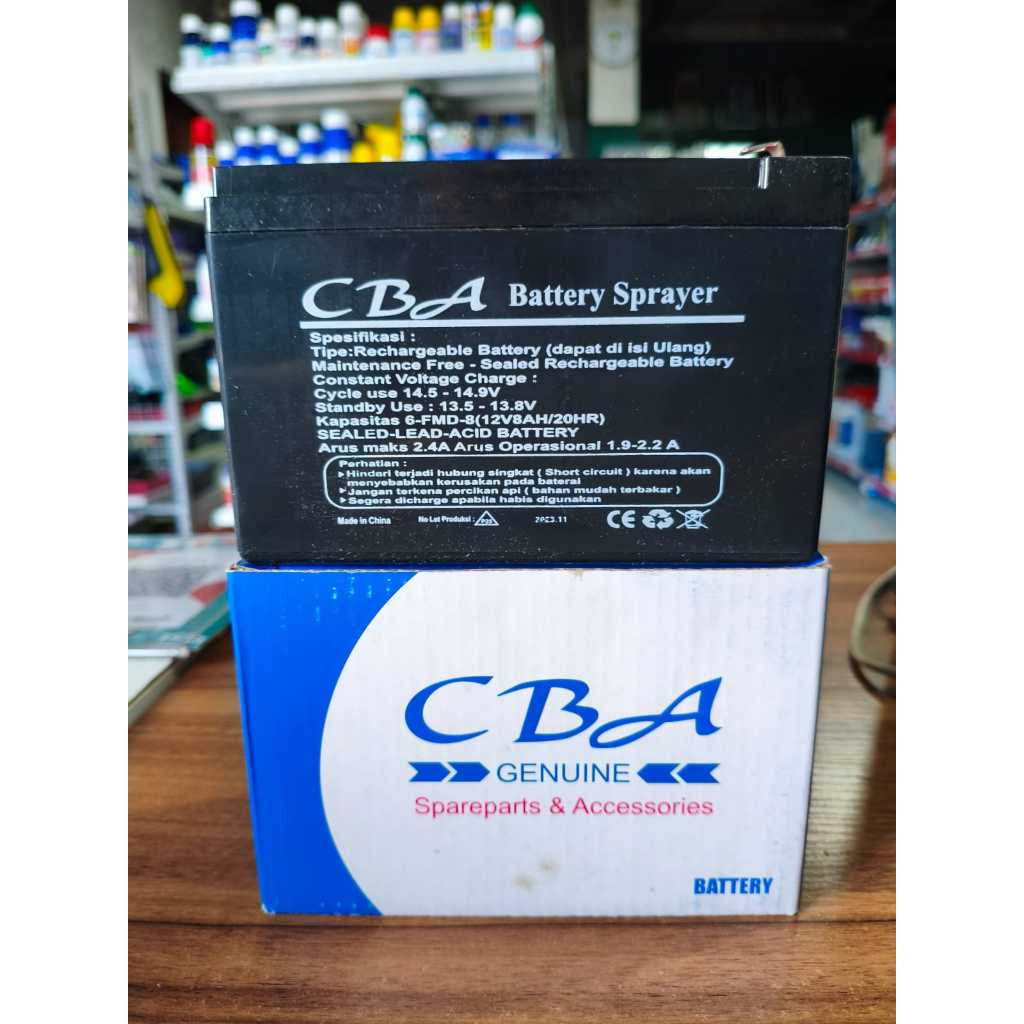 CBA Battery Sprayer
Spesifikasi :
Tipe:Rechargeable Battery (dapat di isi Ulang)
Maintenance Free - Sealed Rechargeable Battery
Constant Voltage Charge :
Cycle use 14.5 - 14.9V
Standby Use : 13.5 - 13.8V
Kapasitas 6-FMD-8(12V8AH/20HR)
SEALED-LEAD-ACID BATTERY
Arus maks 2.4A Arus Operasional 1.9-2.2 A
Perhatian :
Hindari terjadi hubung singkat ( Short circuit ) karena akan
menyebabkan kerusakan pada baterai
Jangan terkena percikan api ( bahan mudah terbakar )
Segera dicharge apabila habis digunakan
Made in China No Lot Produksi : 2023.11 CE
CBA
GENUINE
Spareparts & Accessories
BATTERY